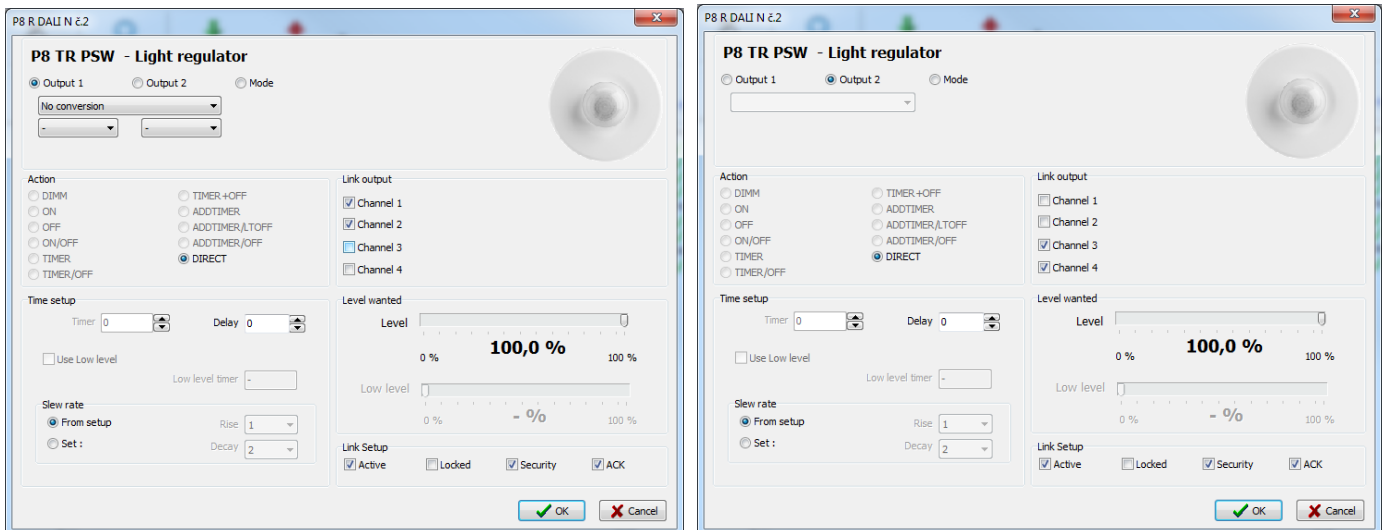 P8 R DALI N č.2
P8 TR PSW - Light regulator
Output 1 Output 2 Mode
No conversion
- -
Action
DIMM TIMER+OFF
ON ADDTIMER
OFF ADDTIMER/LTOFF
ON/OFF ADDTIMER/OFF
TIMER DIRECT
TIMER/OFF
Link output
Channel 1
Channel 2
Channel 3
Channel 4
Time setup
Timer 0 Delay 0
Use Low level
Low level timer -
Slew rate
From setup Rise 1
Set : Decay 2
Level wanted
Level
0 % 100,0 % 100 %
Low level
0 % - % 100 %
Link Setup
Active Locked Security ACK
OK Cancel
P8 R DALI N č.2
P8 TR PSW - Light regulator
Output 1 Output 2 Mode
Action
DIMM TIMER+OFF
ON ADDTIMER
OFF ADDTIMER/LTOFF
ON/OFF ADDTIMER/OFF
TIMER DIRECT
TIMER/OFF
Link output
Channel 1
Channel 2
Channel 3
Channel 4
Time setup
Timer 0 Delay 0
Use Low level
Low level timer -
Slew rate
From setup Rise 1
Set : Decay 2
Level wanted
Level
0 % 100,0 % 100 %
Low level
0 % - % 100 %
Link Setup
Active Locked Security ACK
OK Cancel